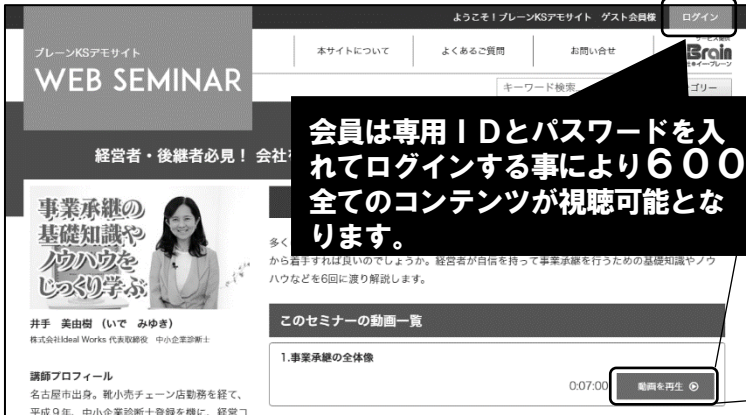 ようこそ！ブレーンKSデモサイト　ゲスト会員様
ログイン
ブレーンKSデモサイト
WEB SEMINAR
本サイトについて
よくあるご質問
お問い合せ
Brain
キーワード検索
ゴリー
経営者・後継者必見！ 会社
会員は専用ＩＤとパスワードを入
れてログインする事により６００
全てのコンテンツが視聴可能とな
ります。
事業承継の
基礎知識や
ノウハウを
じっくり学ぶ
多く
から着手すれば良いのでしょうか。経営者が自信を持って事業承継を行うための基礎知識やノウ
ハウなどを6回に渡り解説します。
井手　美由樹 （いで　みゆき）
株式会社Ideal Works 代表取締役　中小企業診断士
このセミナーの動画一覧
1.事業承継の全体像
0:07:00
動画を再生
講師プロフィール
名古屋市出身。靴小売チェーン店勤務を経て、
平成９年、中小企業診断士登録を機に、経営コ